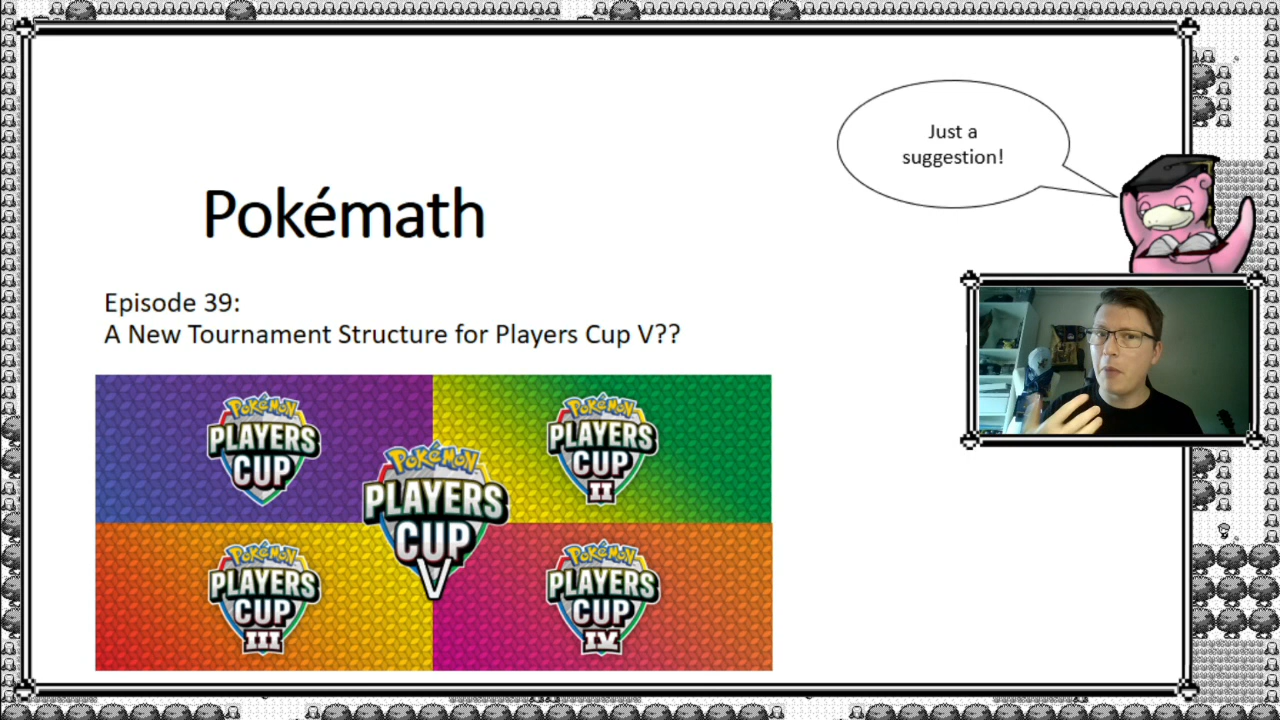 Just a
suggestion!
Pokémath
Episode 39:
A New Tournament Structure for Players Cup V??
Pokémon
PLAYERS
CUP
Pokémon
PLAYERS
CUP
II
Pokémon
PLAYERS
CUP
V
Pokémon
PLAYERS
CUP
III
Pokémon
PLAYERS
CUP
IV